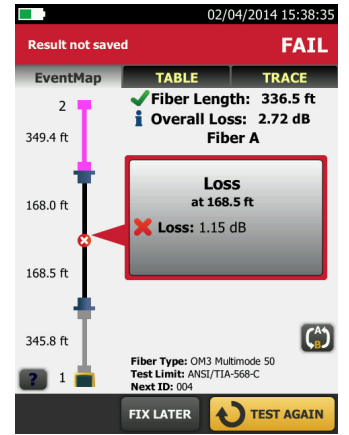 02/04/2014 15:38:35
Result not saved
FAIL
EventMap
TABLE
TRACE
2
349.4 ft
168.0 ft
168.5 ft
345.8 ft
1
Fiber Length: 336.5 ft
i Overall Loss: 2.72 dB
Fiber A
Loss
at 168.5 ft
Loss: 1.15 dB
A
B
Fiber Type: OM3 Multimode 50
Test Limit: ANSI/TIA-568-C
Next ID: 004
?
FIX LATER
TEST AGAIN